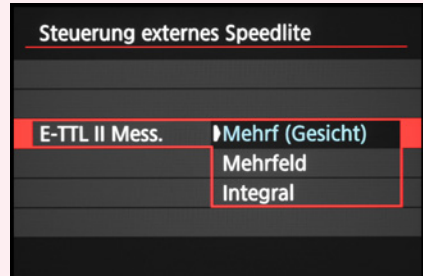 Steuerung externes Speedlite
E-TTL II Mess. Mehrf (Gesicht)
Mehrfeld
Integral